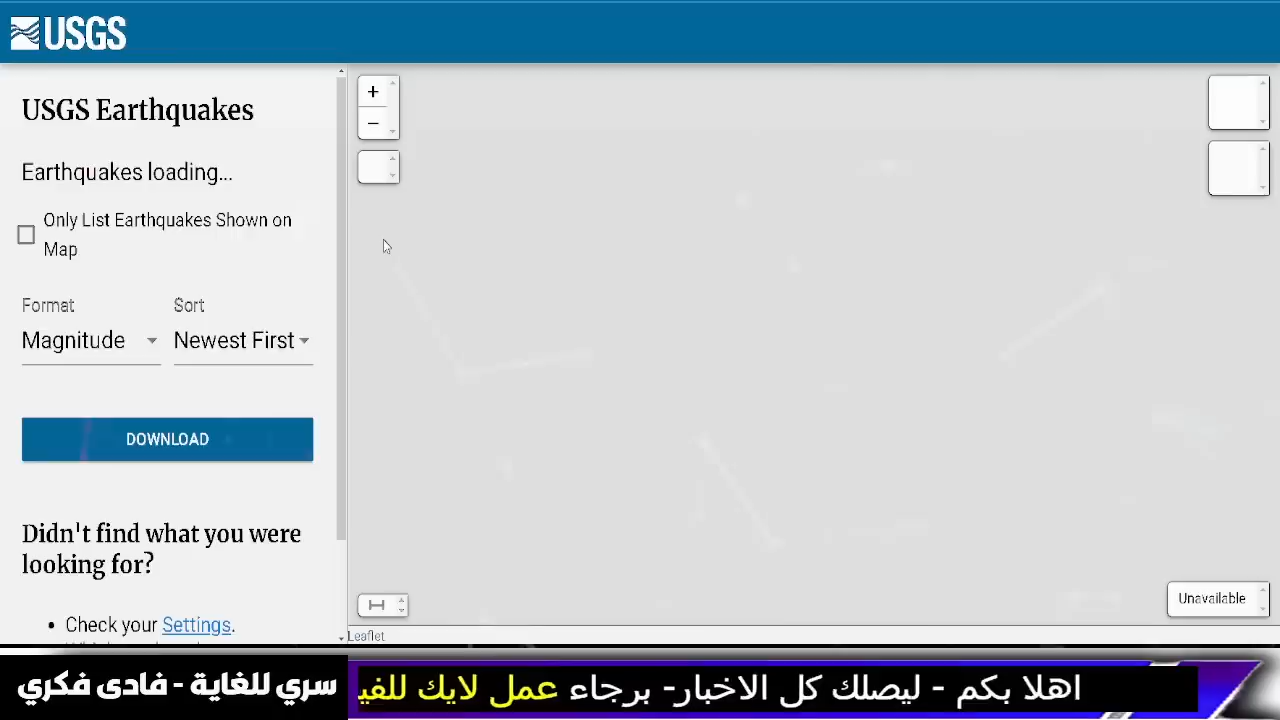 USGS
USGS Earthquakes
Earthquakes loading...
Only List Earthquakes Shown on
Map
Format
Sort
Magnitude
Newest First
DOWNLOAD
Didn't find what you were
looking for?
• Check your Settings.
+
−
Unavailable
Leaflet
سري للغاية - فادى فكري
اهلا بكم - ليصلك كل الاخبار- برجاء عمل لايك